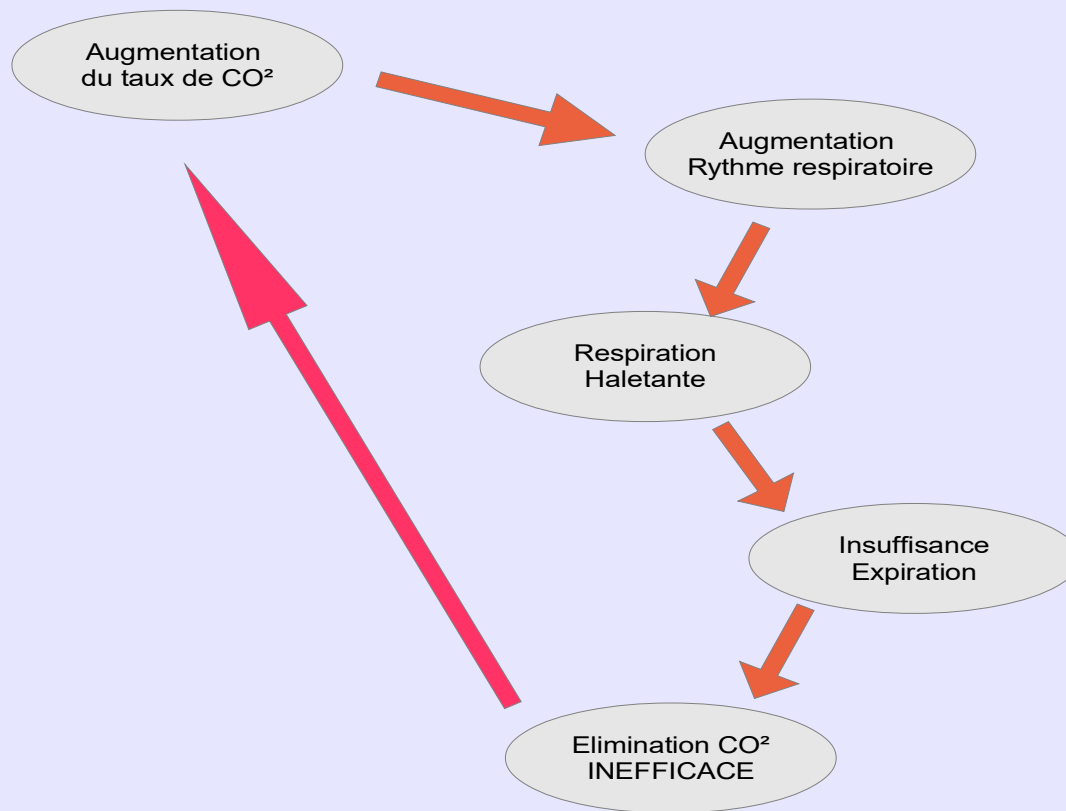 Augmentation
du taux de CO²
Augmentation
Rythme respiratoire
Respiration
Haletante
Insuffisance
Expiration
Elimination CO²
INEFFICACE